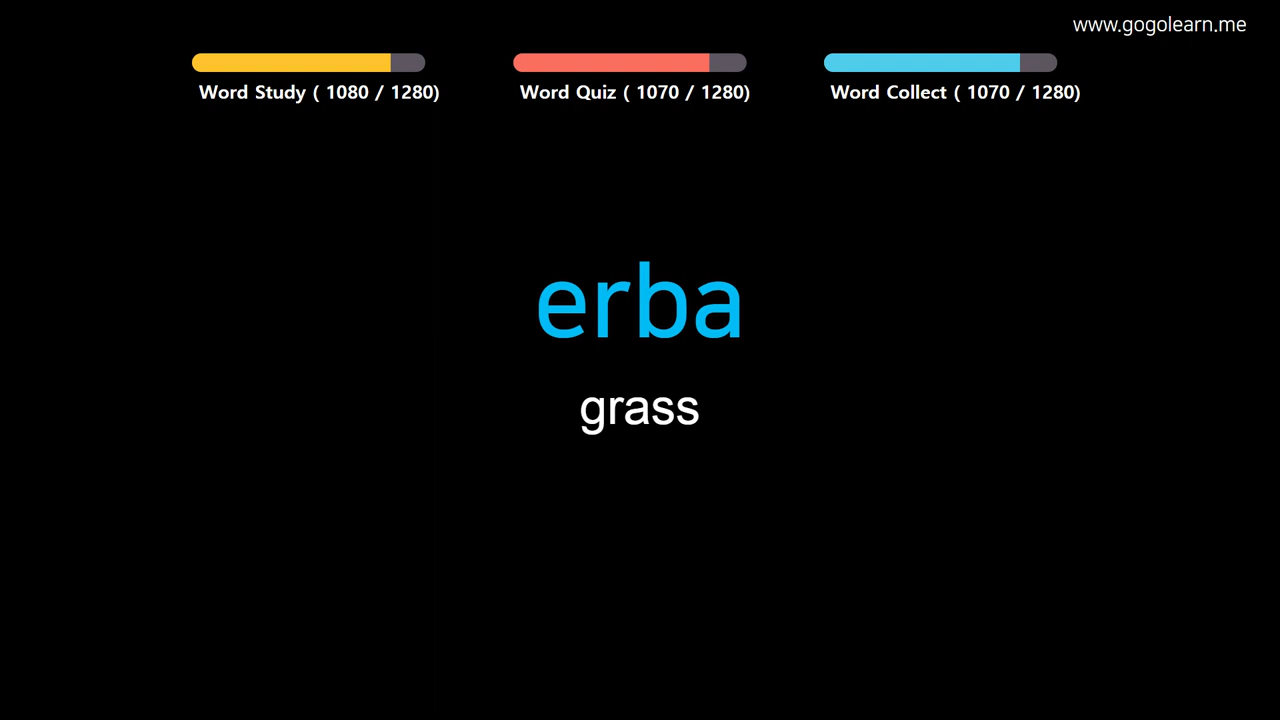 www.gogolearn.me
Word Study ( 1080 / 1280)
Word Quiz ( 1070 / 1280)
Word Collect ( 1070 / 1280)
erba
grass